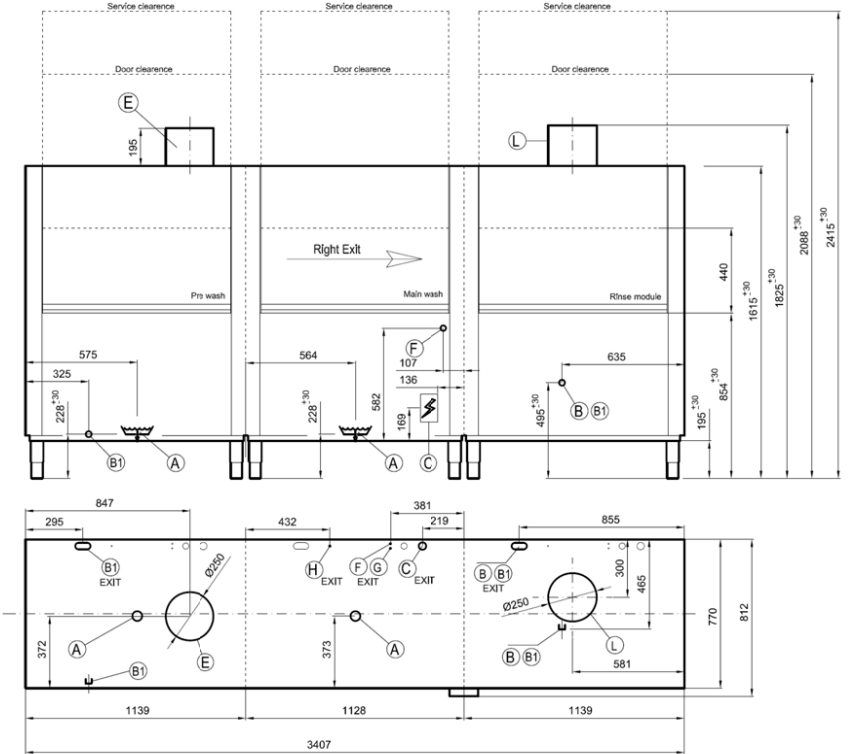 Service clearence Service clearence Service clearence
Door clearence Door clearence Door clearence
E
195
L
Right Exit
Pre wash Main wash Rinse module
440
1615 ±30
1825 ±30
2088 ±30
2415 ±30
F
575 564 107 635
325 136
228 ±30 228 ±30 582 169 495 ±30 195 ±30 854 ±30
B B1
B1 A A C
847 381
295 432 219 855
B1 H F G C B B1
EXIT EXIT EXIT EXIT EXIT
Ø250 Ø250
300 465 770 812
A A
372 373
E L
B1 B B1
581
1139 1128 1139
3407